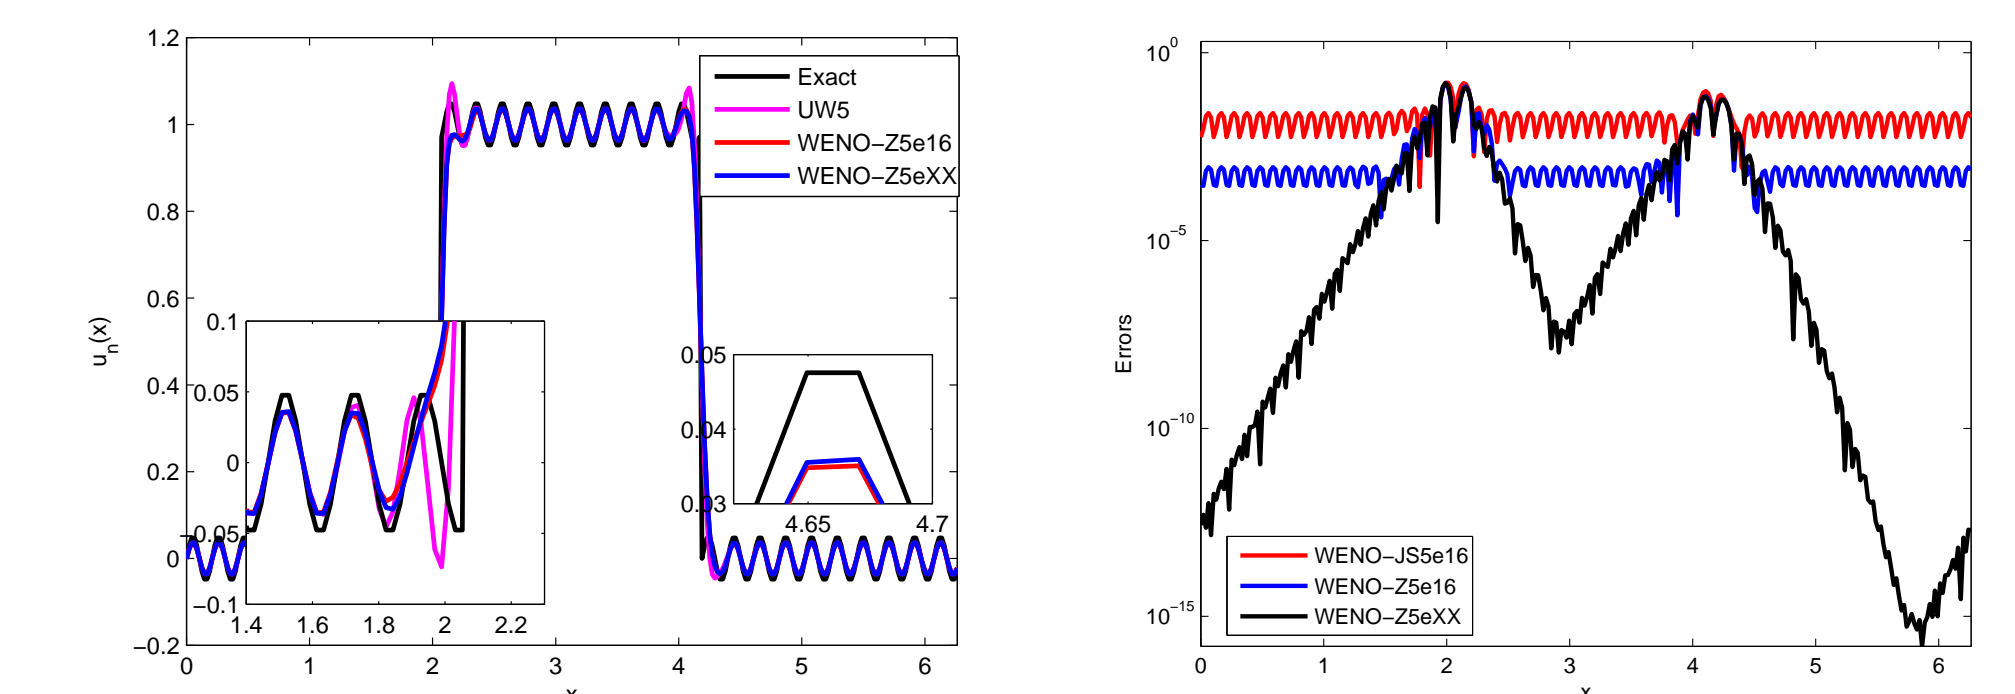 1.2
1
0.8
0.6
0.4
0.2
0
−0.2
u_n(x)
0 1 2 3 4 5 6
x
Exact
UW5
WENO−Z5e16
WENO−Z5eXX
0.1
0.05
0
−0.05
−0.1
1.4 1.6 1.8 2 2.2
0.05
0.04
0.03
4.65 4.7
10^0
10^−5
10^−10
10^−15
Errors
0 1 2 3 4 5 6
x
WENO−JS5e16
WENO−Z5e16
WENO−Z5eXX